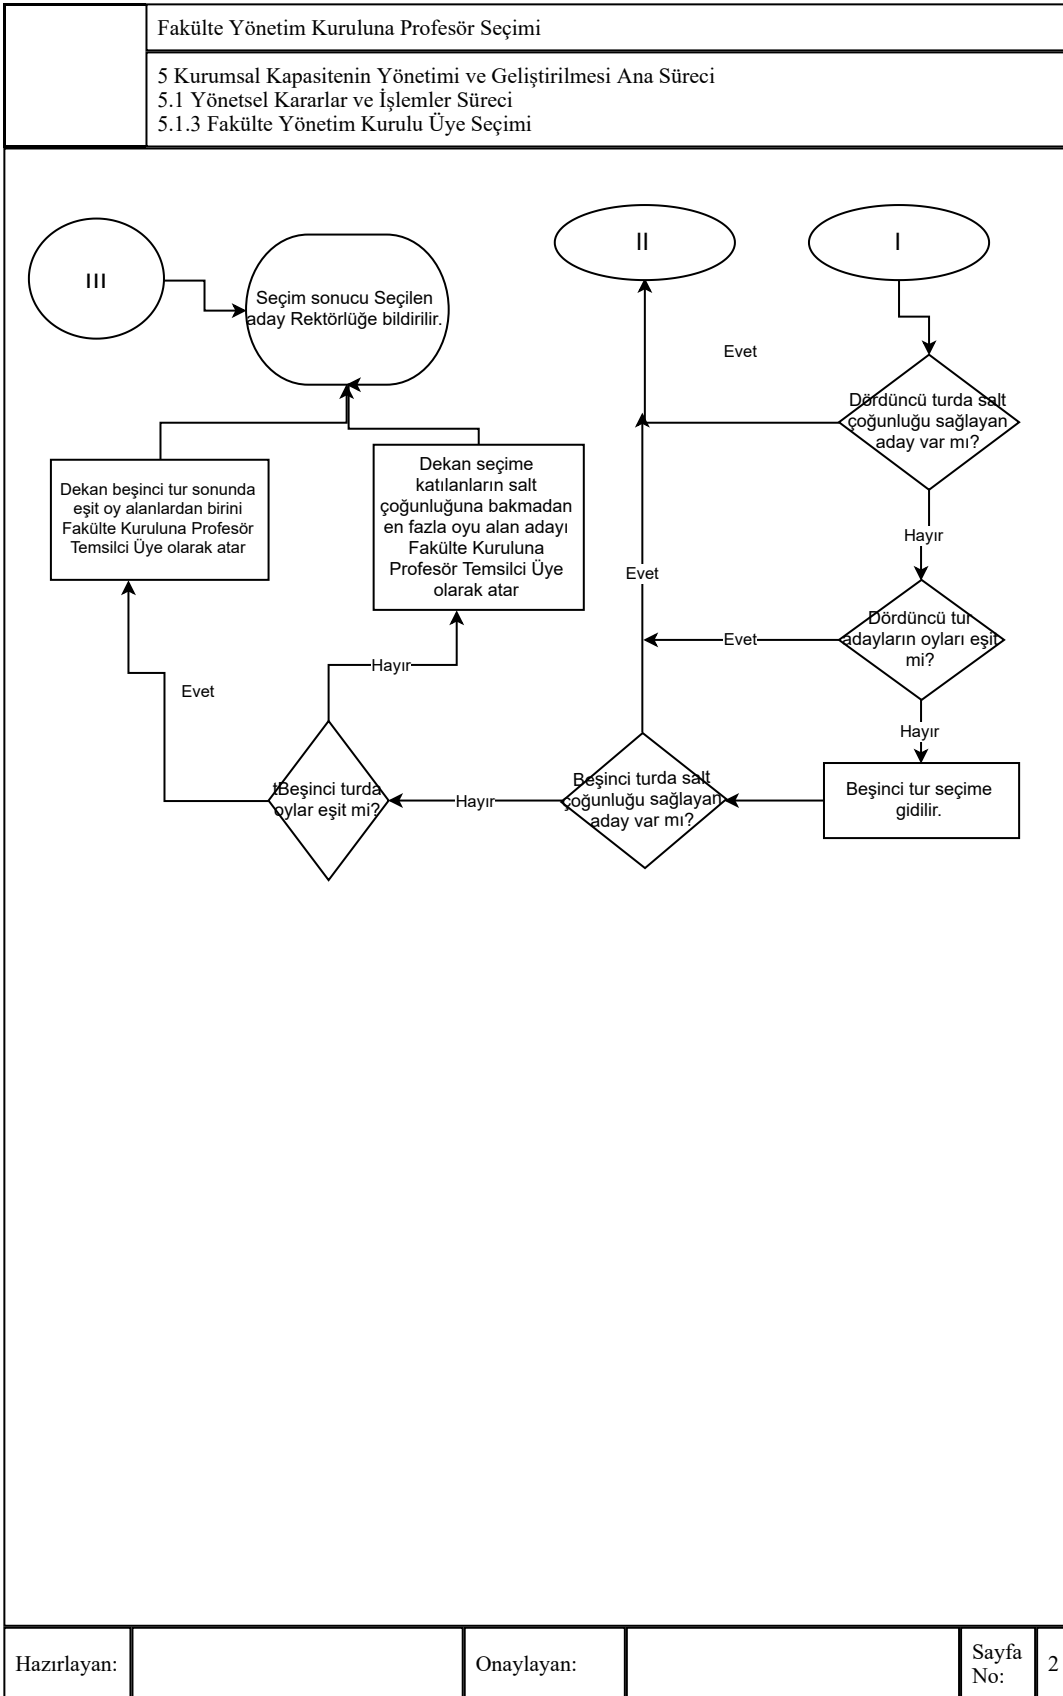 Fakülte Yönetim Kuruluna Profesör Seçimi
5 Kurumsal Kapasitenin Yönetimi ve Geliştirilmesi Ana Süreci
5.1 Yönetsel Kararlar ve İşlemler Süreci
5.1.3 Fakülte Yönetim Kurulu Üye Seçimi
III
Seçim sonucu Seçilen
aday Rektörlüğe bildirilir.
II
I
Evet
Dördüncü turda salt
çoğunluğu sağlayan
aday var mı?
Dekan beşinci tur sonunda
eşit oy alanlardan birini
Fakülte Kuruluna Profesör
Temsilci Üye olarak atar
Dekan seçime
katılanların salt
çoğunluğuna bakmadan
en fazla oyu alan adayı
Fakülte Kuruluna
Profesör Temsilci Üye
olarak atar
Hayır
Evet
Dördüncü tur
adayların oyları eşit
mi?
Evet
Hayır
Evet
Hayır
Beşinci tur seçime
gidilir.
Beşinci turda salt
çoğunluğu sağlayan
aday var mı?
Hayır
tBeşinci turda
oylar eşit mi?
Hazırlayan:
Onaylayan:
Sayfa
No:
2